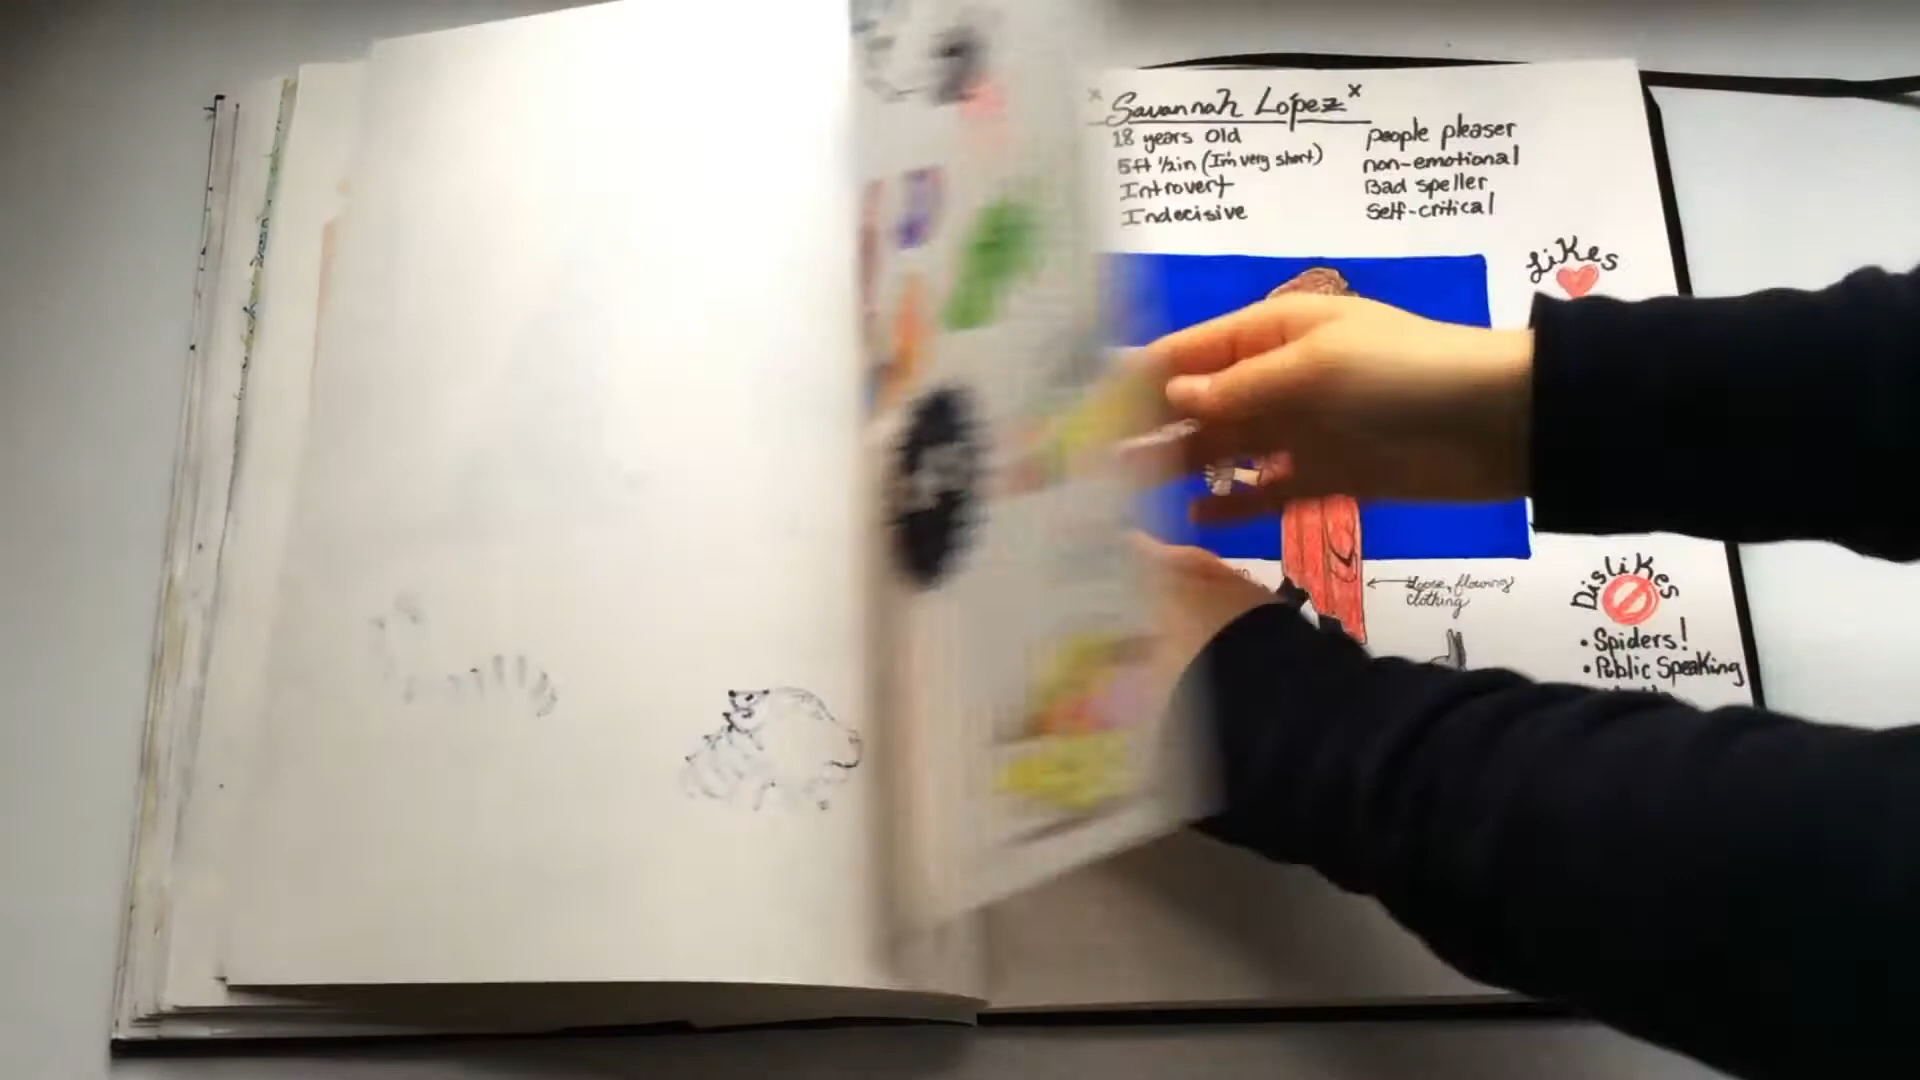 x Savannah Lopez x
18 years Old
5ft ½in (I'm very short)
Introvert
Indecisive
People pleaser
non-emotional
Bad speller
Self-critical
Likes
Loose, flowing
clothing
Dislikes
• Spiders!
• Public Speaking